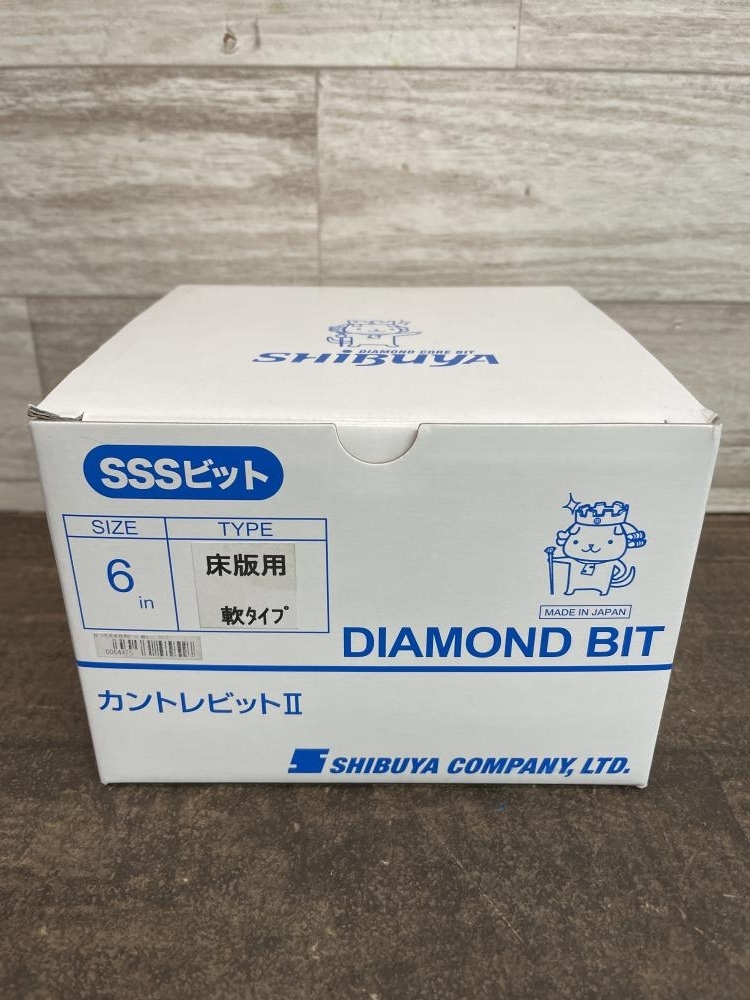 DIAMOND CORE BIT
SHIBUYA
SSSビット
SIZE
TYPE
6
in
床版用
軟タイプ
MADE IN JAPAN
DIAMOND BIT
カントレビットⅡ
SHIBUYA COMPANY, LTD.